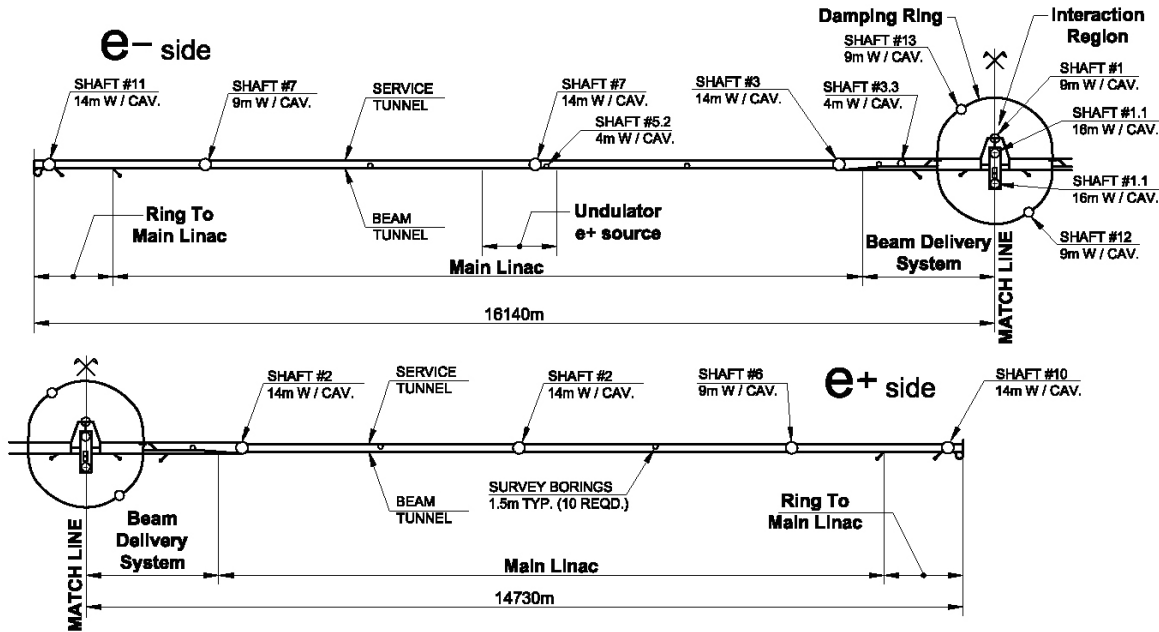 e- side
Damping Ring
Interaction
Region
SHAFT #13
9m W / CAV.
SHAFT #11
14m W / CAV.
SHAFT #7
9m W / CAV.
SERVICE
TUNNEL
SHAFT #7
14m W / CAV.
SHAFT #5.2
4m W / CAV.
SHAFT #3
14m W / CAV.
SHAFT #3.3
4m W / CAV.
SHAFT #1
9m W / CAV.
SHAFT #1.1
16m W / CAV.
SHAFT #1.1
16m W / CAV.
SHAFT #12
9m W / CAV.
Ring To
Main Linac
BEAM
TUNNEL
Undulator
e+ source
Main Linac
Beam Delivery
System
MATCH LINE
16140m
SHAFT #2
14m W / CAV.
SERVICE
TUNNEL
SHAFT #2
14m W / CAV.
SHAFT #6
9m W / CAV.
e+ side
SHAFT #10
14m W / CAV.
BEAM
TUNNEL
SURVEY BORINGS
1.5m TYP. (10 REQD.)
Ring To
Main Linac
Beam
Delivery
System
MATCH LINE
Main Linac
14730m